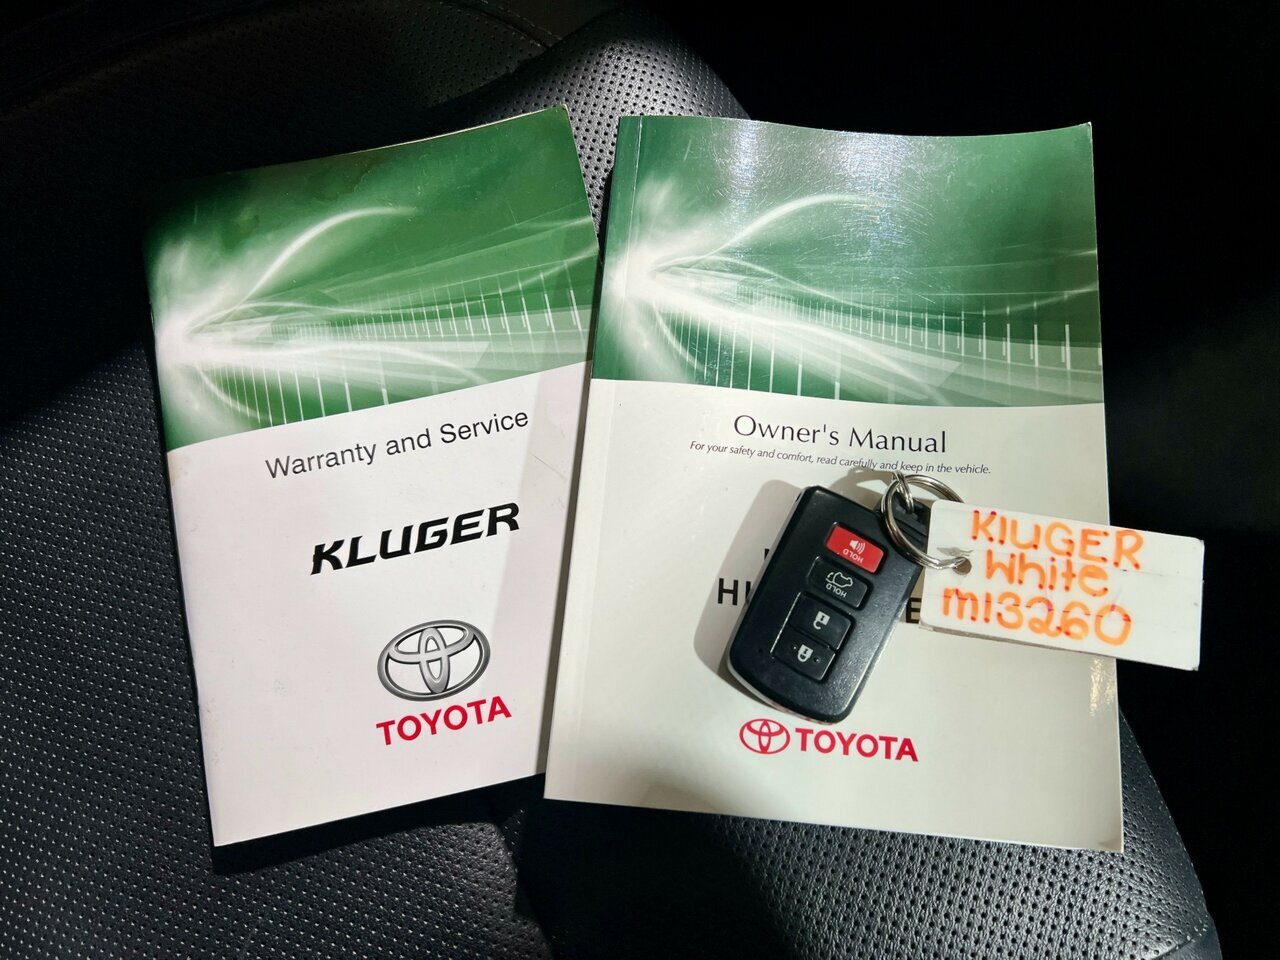 Warranty and Service
KLUGER
TOYOTA
Owner's Manual
For your safety and comfort, read carefully and keep in the vehicle.
TOYOTA
HOLD
HOLD
KLUGER
White
m13260